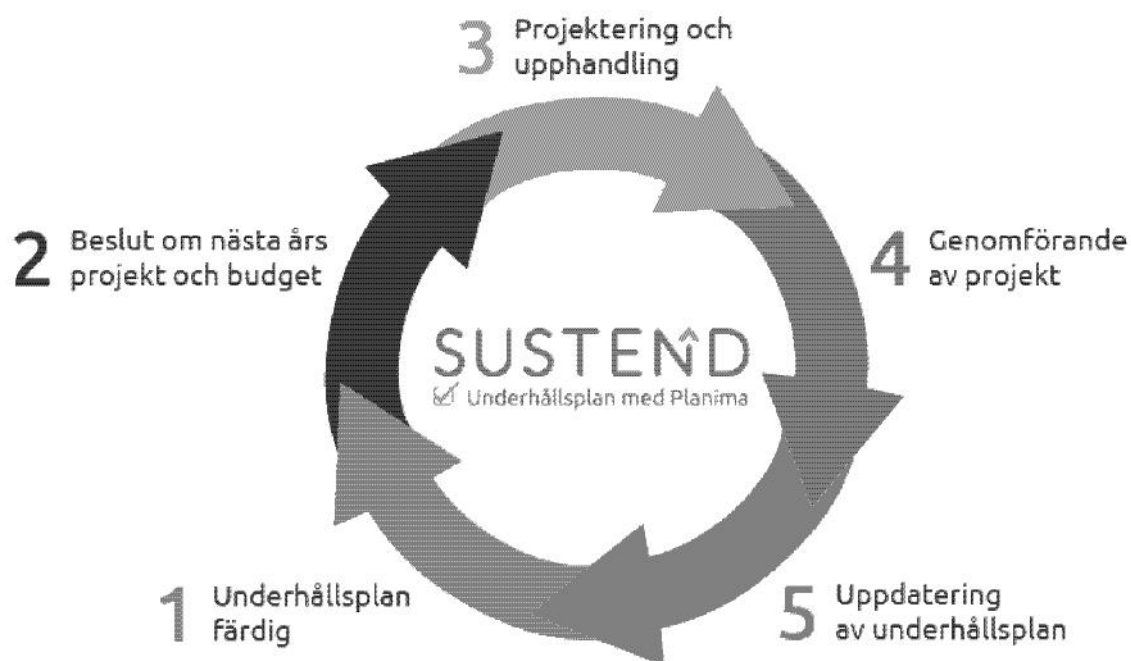 3 Projektering och
upphandling
2 Beslut om nästa års
projekt och budget
4 Genomförande
av projekt
SUSTEND
Underhållsplan med Planima
1 Underhållsplan
färdig
5 Uppdatering
av underhållsplan